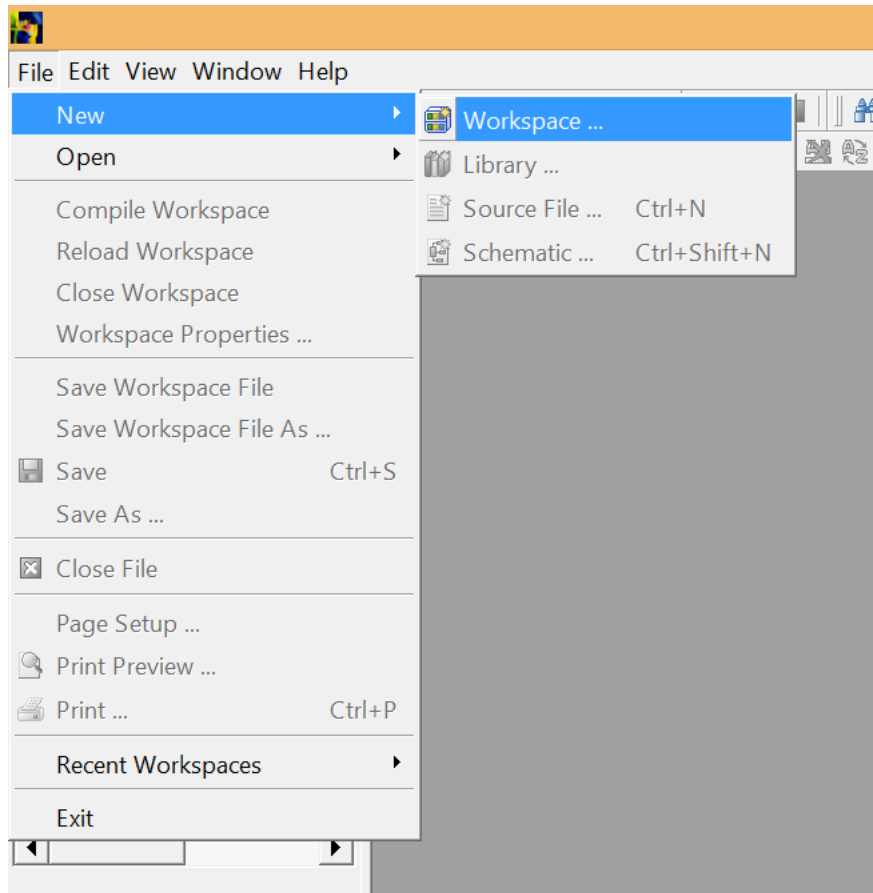 File Edit View Window Help
New
Open
Compile Workspace
Reload Workspace
Close Workspace
Workspace Properties ...
Save Workspace File
Save Workspace File As ...
Save Ctrl+S
Save As ...
Close File
Page Setup ...
Print Preview ...
Print ... Ctrl+P
Recent Workspaces
Exit
Workspace ...
Library ...
Source File ... Ctrl+N
Schematic ... Ctrl+Shift+N